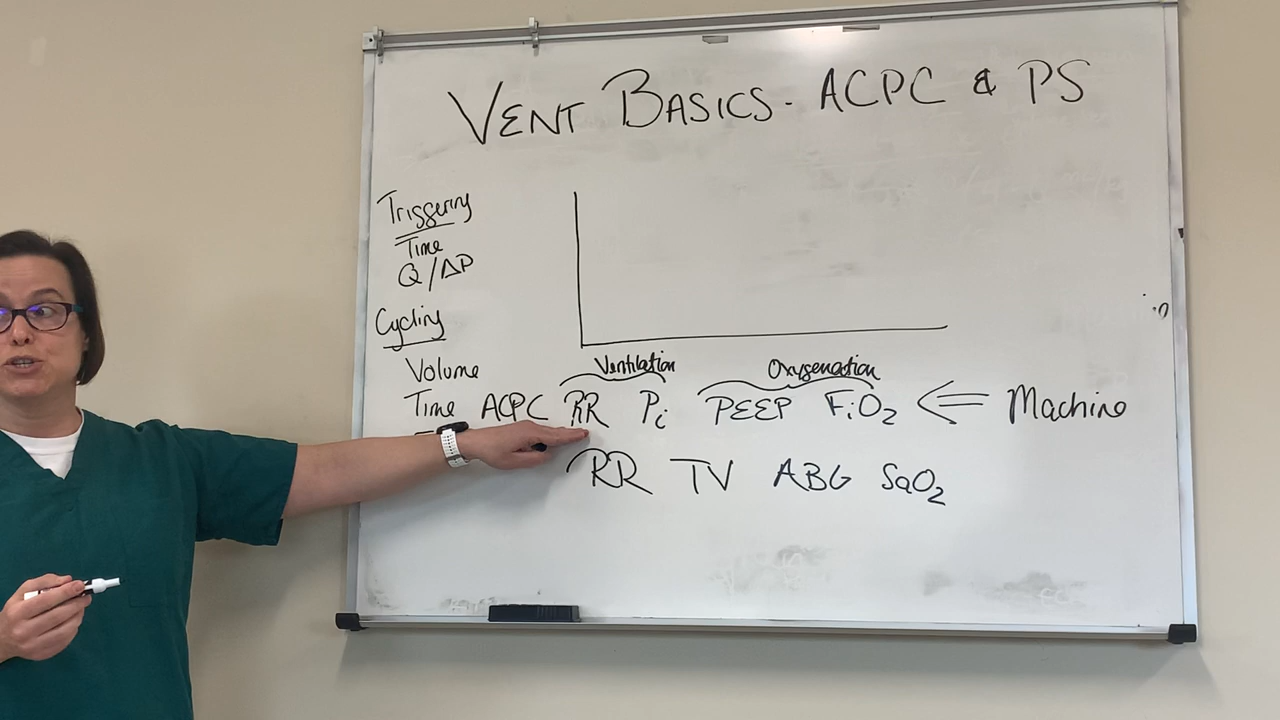 VENT BASICS - ACPC & PS
Triggering
Time
Q/ΔP
Cycling
Volume
Time
Ventilation
Oxygenation
ACPC RR Pi PEEP FiO2 ⇐ Machine
RR TV ABG SaO2